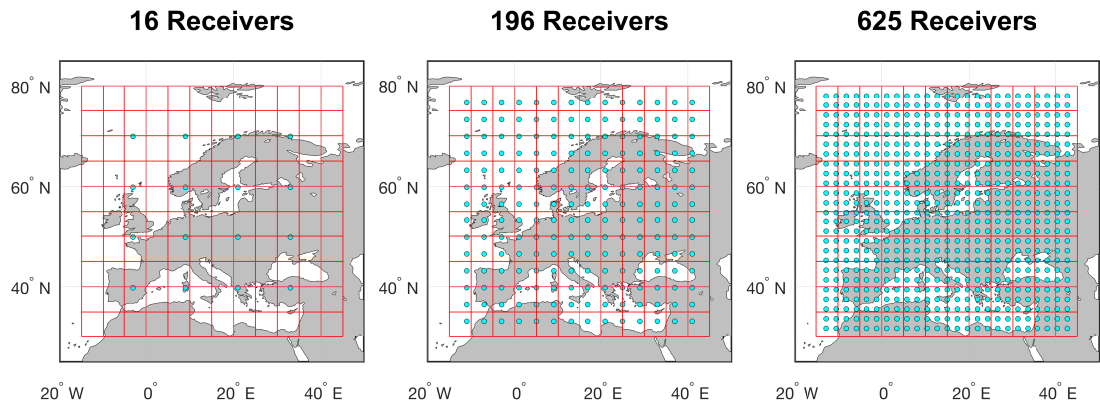 16 Receivers 196 Receivers 625 Receivers
80° N 80° N 80° N
60° N 60° N 60° N
40° N 40° N 40° N
20° W 0° 20° E 40° E 20° W 0° 20° E 40° E 20° W 0° 20° E 40° E